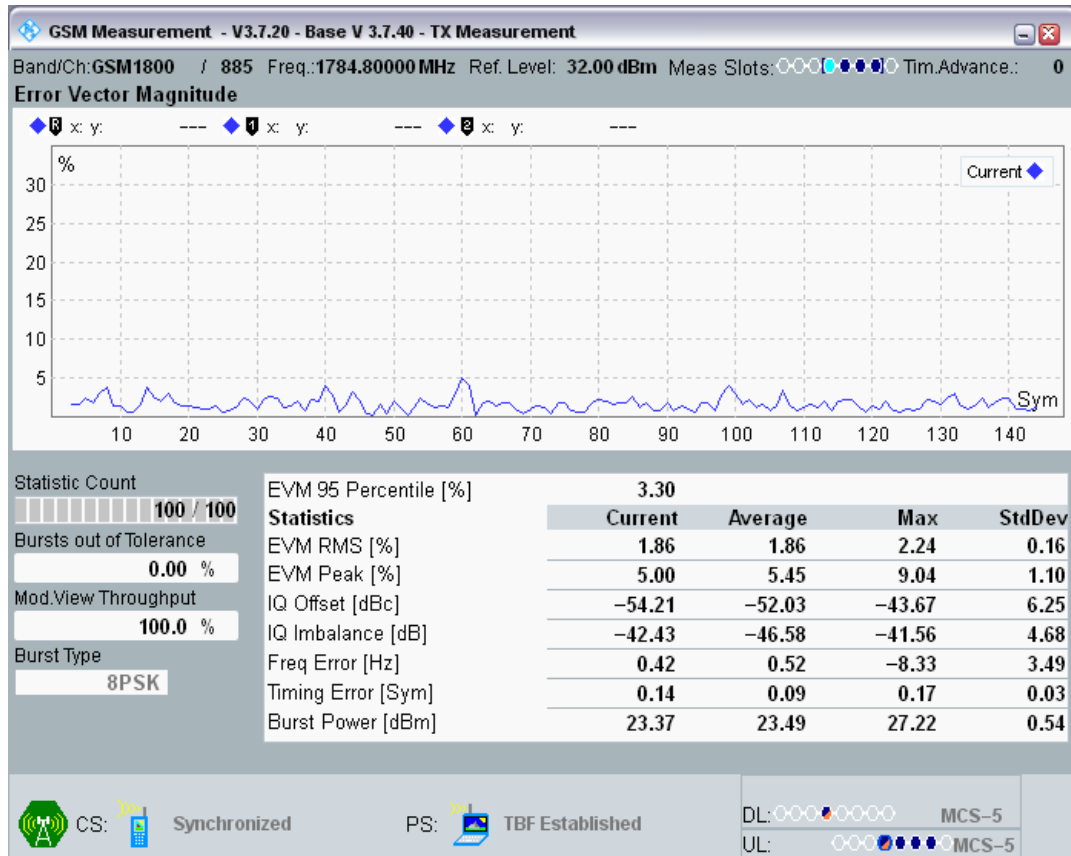 GSM Measurement - V3.7.20 - Base V 3.7.40 - TX Measurement
Band/Ch:GSM1800 / 885 Freq.:1784.80000 MHz Ref. Level: 32.00 dBm Meas Slots: Tim.Advance.: 0
Error Vector Magnitude
R x: y: --- 1 x: y: --- 2 x: y: ---
%
Current
30
25
20
15
10
5
Sym
10 20 30 40 50 60 70 80 90 100 110 120 130 140
Statistic Count
100 / 100
Bursts out of Tolerance
0.00 %
Mod.View Throughput
100.0 %
Burst Type
8PSK
EVM 95 Percentile [%] 3.30
Statistics Current Average Max StdDev
EVM RMS [%] 1.86 1.86 2.24 0.16
EVM Peak [%] 5.00 5.45 9.04 1.10
IQ Offset [dBc] −54.21 −52.03 −43.67 6.25
IQ Imbalance [dB] −42.43 −46.58 −41.56 4.68
Freq Error [Hz] 0.42 0.52 −8.33 3.49
Timing Error [Sym] 0.14 0.09 0.17 0.03
Burst Power [dBm] 23.37 23.49 27.22 0.54
CS: Synchronized PS: TBF Established
DL: MCS−5
UL: MCS−5